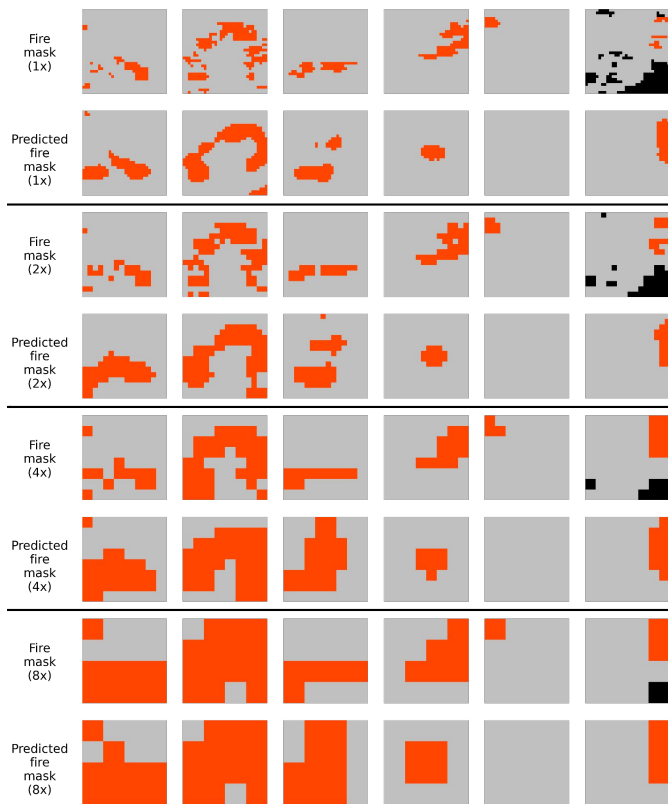 Fire
mask
(1x)
Predicted
fire
mask
(1x)
Fire
mask
(2x)
Predicted
fire
mask
(2x)
Fire
mask
(4x)
Predicted
fire
mask
(4x)
Fire
mask
(8x)
Predicted
fire
mask
(8x)